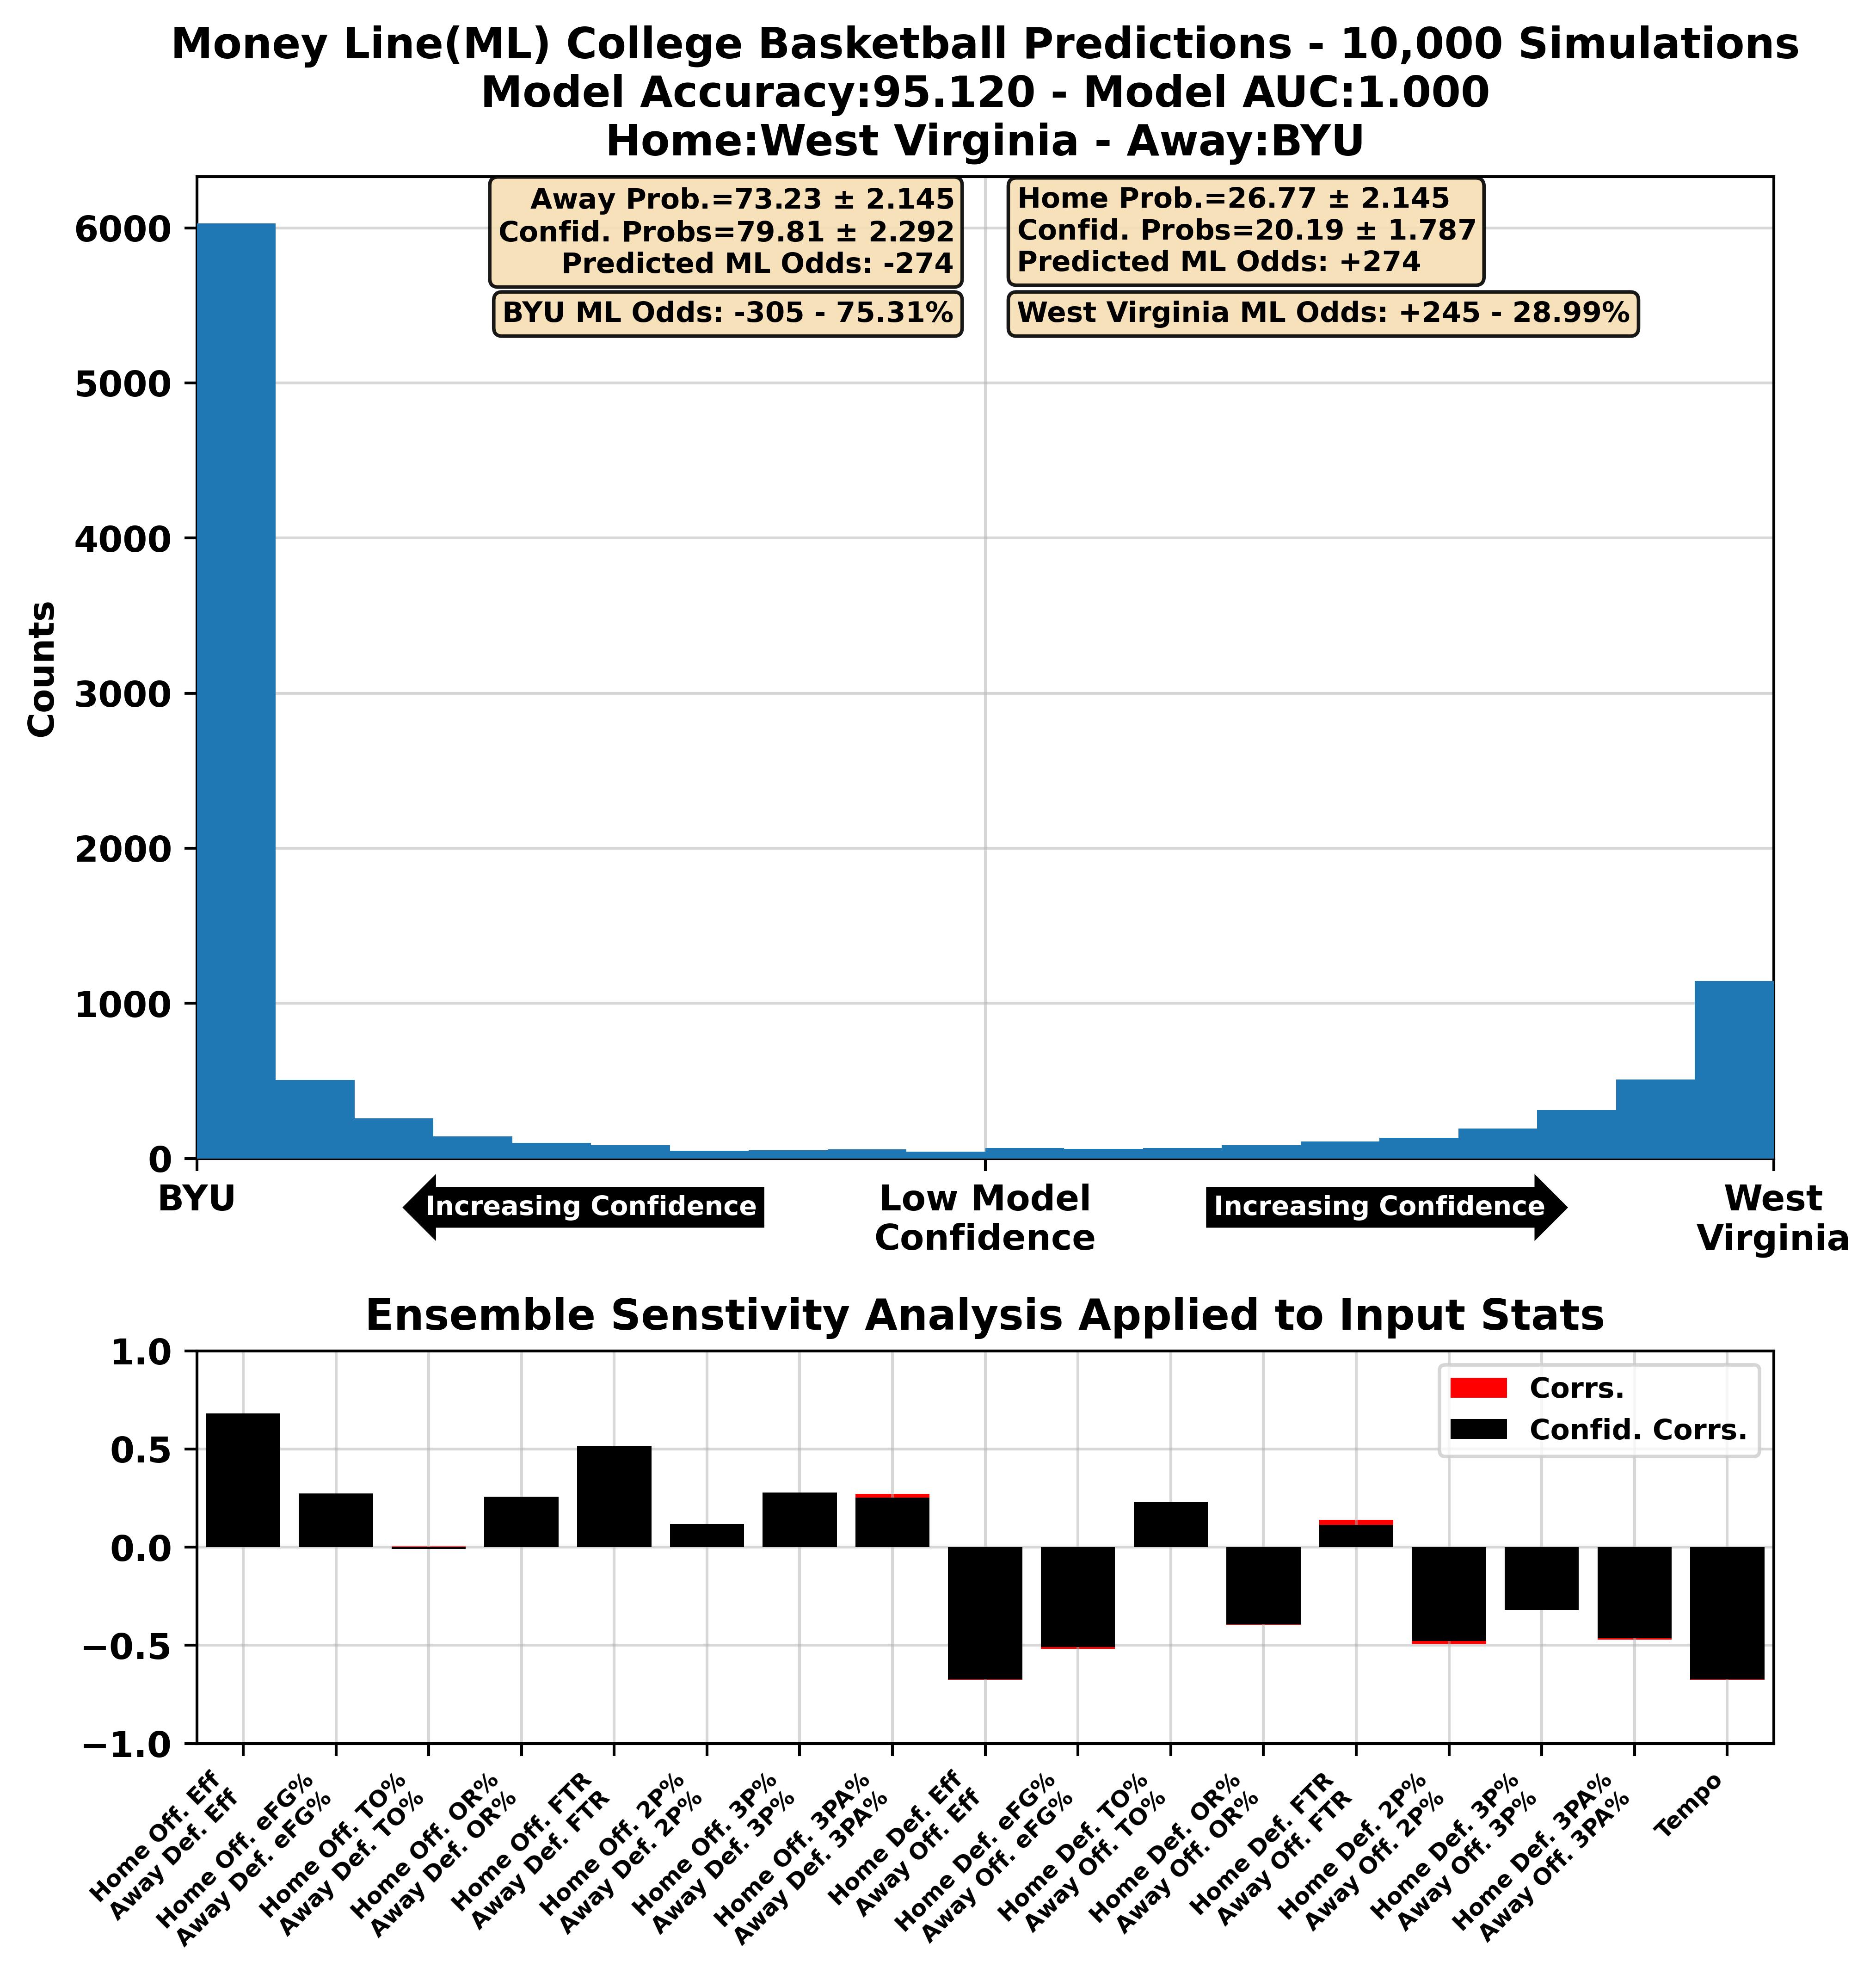 Money Line(ML) College Basketball Predictions - 10,000 Simulations
Model Accuracy:95.120 - Model AUC:1.000
Home:West Virginia - Away:BYU
Away Prob.=73.23 ± 2.145
Confid. Probs=79.81 ± 2.292
Predicted ML Odds: -274
BYU ML Odds: -305 - 75.31%
Home Prob.=26.77 ± 2.145
Confid. Probs=20.19 ± 1.787
Predicted ML Odds: +274
West Virginia ML Odds: +245 - 28.99%
6000
5000
4000
3000
2000
1000
0
Counts
BYU
Increasing Confidence
Low Model
Confidence
Increasing Confidence
West
Virginia
Ensemble Senstivity Analysis Applied to Input Stats
1.0
0.5
0.0
−0.5
−1.0
Corrs.
Confid. Corrs.
Home Off. Eff
Away Def. Eff
Home Off. eFG%
Away Def. eFG%
Home Off. TO%
Away Def. TO%
Home Off. OR%
Away Def. OR%
Home Off. FTR
Away Def. FTR
Home Off. 2P%
Away Def. 2P%
Home Off. 3P%
Away Def. 3P%
Home Off. 3PA%
Away Def. 3PA%
Home Def. Eff
Away Off. Eff
Home Def. eFG%
Away Off. eFG%
Home Def. TO%
Away Off. TO%
Home Def. OR%
Away Off. OR%
Home Def. FTR
Away Off. FTR
Home Def. 2P%
Away Off. 2P%
Home Def. 3P%
Away Off. 3P%
Home Def. 3PA%
Away Off. 3PA%
Tempo